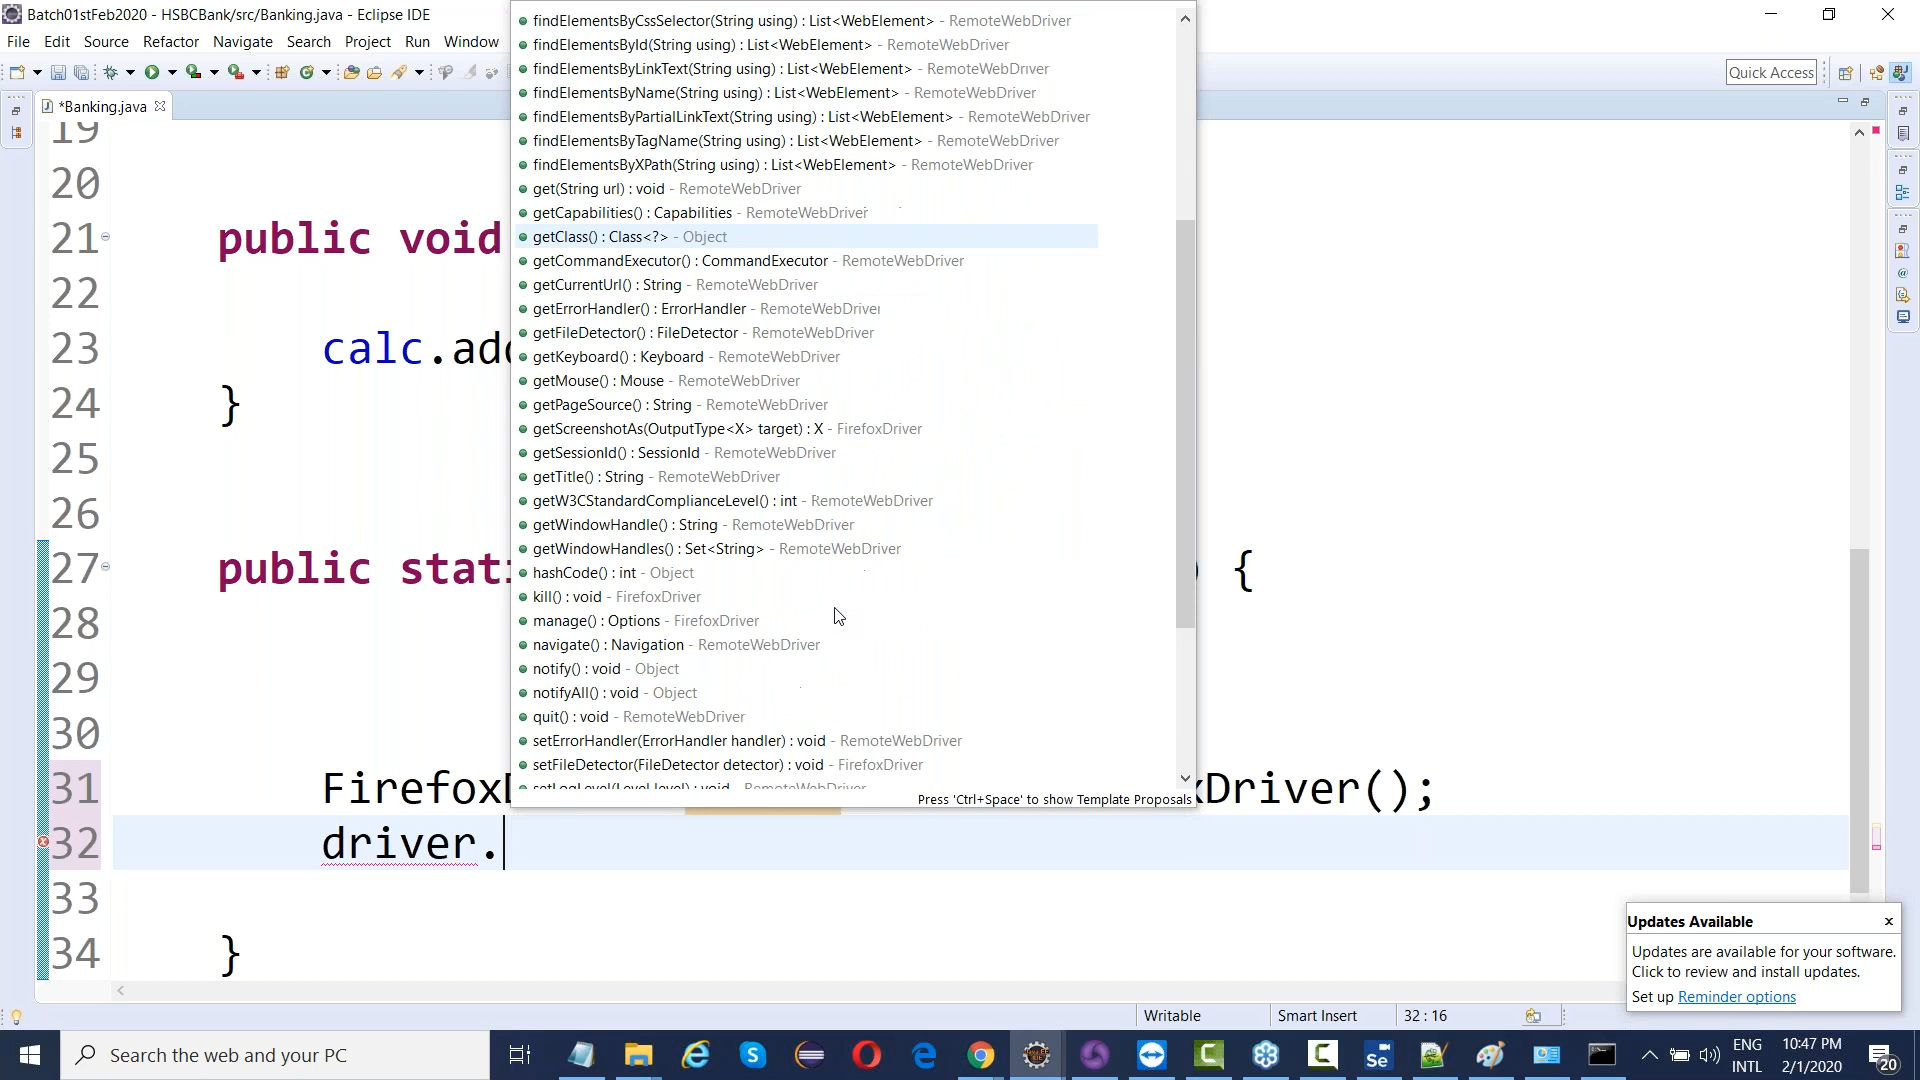 Batch01stFeb2020 - HSBCBank/src/Banking.java - Eclipse IDE
File Edit Source Refactor Navigate Search Project Run Window
Quick Access
*Banking.java
findElementsByCssSelector(String using) : List<WebElement> - RemoteWebDriver
findElementsById(String using) : List<WebElement> - RemoteWebDriver
findElementsByLinkText(String using) : List<WebElement> - RemoteWebDriver
findElementsByName(String using) : List<WebElement> - RemoteWebDriver
findElementsByPartialLinkText(String using) : List<WebElement> - RemoteWebDriver
findElementsByTagName(String using) : List<WebElement> - RemoteWebDriver
findElementsByXPath(String using) : List<WebElement> - RemoteWebDriver
get(String url) : void - RemoteWebDriver
getCapabilities() : Capabilities - RemoteWebDriver
getClass() : Class<?> - Object
getCommandExecutor() : CommandExecutor - RemoteWebDriver
getCurrentUrl() : String - RemoteWebDriver
getErrorHandler() : ErrorHandler - RemoteWebDriver
getFileDetector() : FileDetector - RemoteWebDriver
getKeyboard() : Keyboard - RemoteWebDriver
getMouse() : Mouse - RemoteWebDriver
getPageSource() : String - RemoteWebDriver
getScreenshotAs(OutputType<X> target) : X - FirefoxDriver
getSessionId() : SessionId - RemoteWebDriver
getTitle() : String - RemoteWebDriver
getW3CStandardComplianceLevel() : int - RemoteWebDriver
getWindowHandle() : String - RemoteWebDriver
getWindowHandles() : Set<String> - RemoteWebDriver
hashCode() : int - Object
kill() : void - FirefoxDriver
manage() : Options - FirefoxDriver
navigate() : Navigation - RemoteWebDriver
notify() : void - Object
notifyAll() : void - Object
quit() : void - RemoteWebDriver
setErrorHandler(ErrorHandler handler) : void - RemoteWebDriver
setFileDetector(FileDetector detector) : void - FirefoxDriver
setLogLevel(Level level) : void - RemoteWebDriver
Press 'Ctrl+Space' to show Template Proposals
19
20
21 public void
22
23 calc.add
24 }
25
26
27 public stati ) {
28
29
30
31 FirefoxD xDriver();
32 driver.
33
34 }
Updates Available x
Updates are available for your software.
Click to review and install updates.
Set up Reminder options
Writable Smart Insert 32 : 16
Search the web and your PC
Se
ENG
INTL
10:47 PM
2/1/2020
20